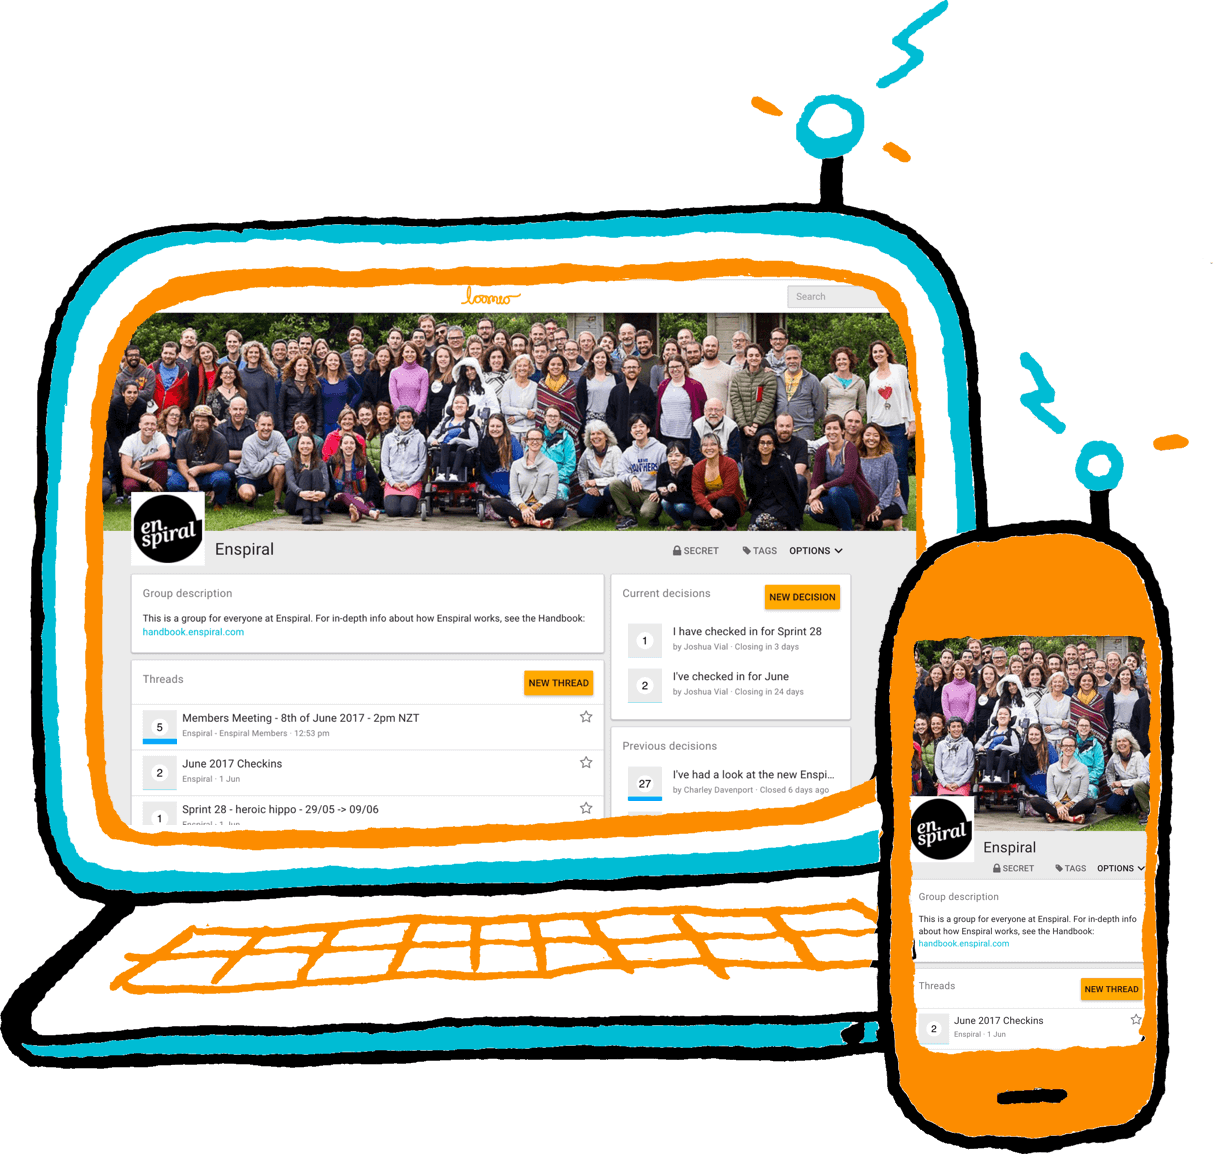 loomio
Search
en
spiral
Enspiral
SECRET
TAGS
OPTIONS
Group description
This is a group for everyone at Enspiral. For in-depth info about how Enspiral works, see the Handbook:
handbook.enspiral.com
Threads
NEW THREAD
5
Members Meeting - 8th of June 2017 - 2pm NZT
Enspiral - Enspiral Members · 12:53 pm
2
June 2017 Checkins
Enspiral · 1 Jun
1
Sprint 28 - heroic hippo - 29/05 -> 09/06
Enspiral · 1 Jun
Current decisions
NEW DECISION
1
I have checked in for Sprint 28
by Joshua Vial · Closing in 3 days
2
I've checked in for June
by Joshua Vial · Closing in 24 days
Previous decisions
27
I've had a look at the new Enspi...
by Charley Davenport · Closed 6 days ago
PANTHERS
en
spiral
Enspiral
SECRET
TAGS
OPTIONS
Group description
This is a group for everyone at Enspiral. For in-depth info
about how Enspiral works, see the Handbook:
handbook.enspiral.com
Threads
NEW THREAD
2
June 2017 Checkins
Enspiral · 1 Jun